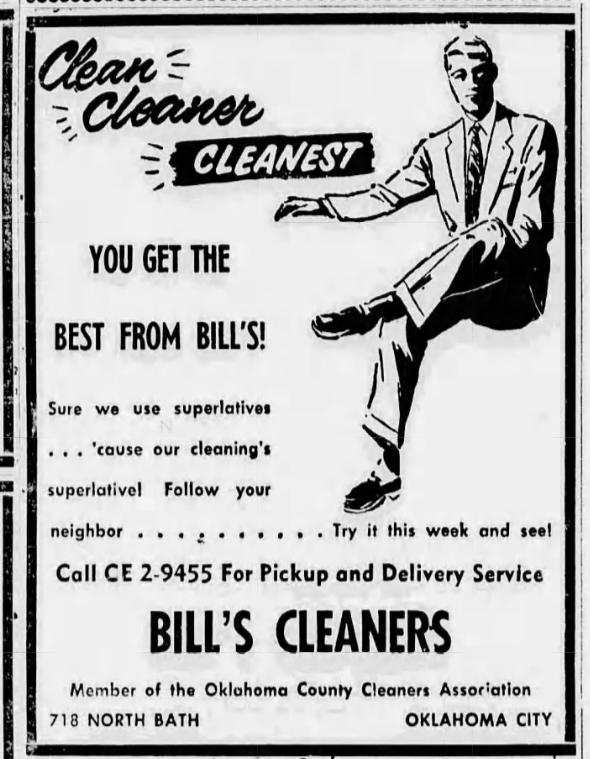 Clean
Cleaner
CLEANEST
YOU GET THE
BEST FROM BILL'S!
Sure we use superlatives
. . . 'cause our cleaning's
superlative! Follow your
neighbor . . . . . . . . . . . Try it this week and see!
Call CE 2-9455 For Pickup and Delivery Service
BILL'S CLEANERS
Member of the Oklahoma County Cleaners Association
718 NORTH BATH OKLAHOMA CITY